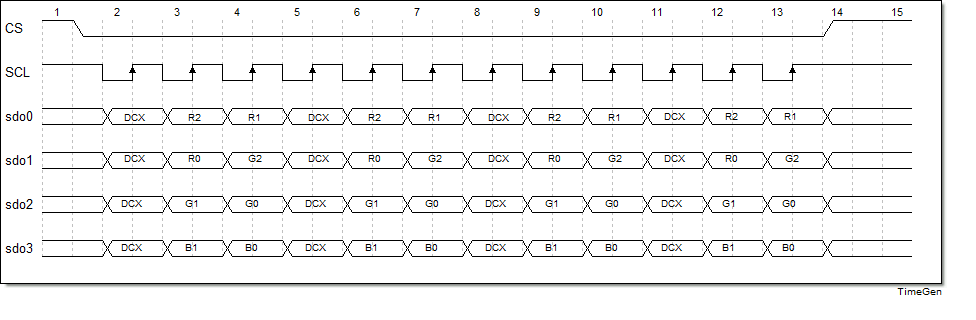 1 2 3 4 5 6 7 8 9 10 11 12 13 14 15
CS
SCL
sdo0 DCX R2 R1 DCX R2 R1 DCX R2 R1 DCX R2 R1
sdo1 DCX R0 G2 DCX R0 G2 DCX R0 G2 DCX R0 G2
sdo2 DCX G1 G0 DCX G1 G0 DCX G1 G0 DCX G1 G0
sdo3 DCX B1 B0 DCX B1 B0 DCX B1 B0 DCX B1 B0
TimeGen